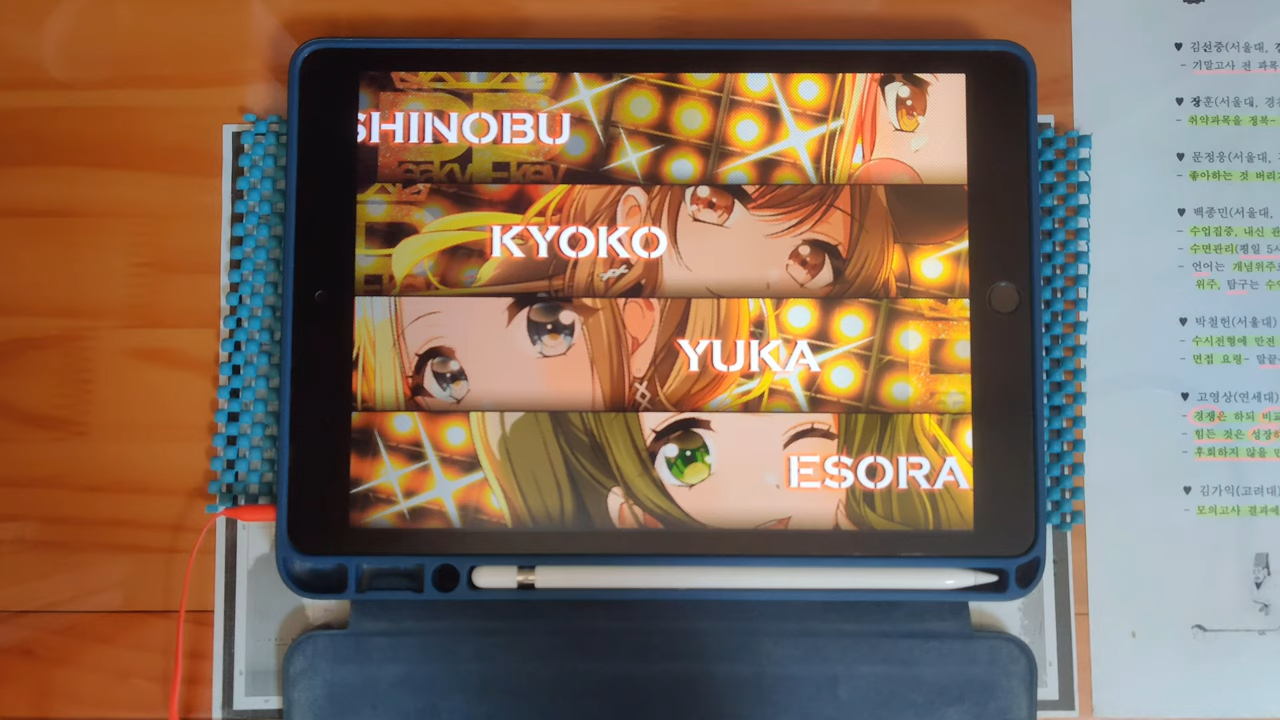 SHINOBU
KYOKO
YUKA
ESORA
♥ 김선중(서울대,
- 기말고사 전 과목
♥ 장훈(서울대, 경
- 취약과목을 정복-
♥ 문정웅(서울대,
- 좋아하는 것 버리
♥ 백종민(서울대,
- 수업집중, 내신 관
- 수면관리(평일 5시
- 언어는 개념위주
위주, 탐구는
♥ 박철헌(서울대)
- 수시전형에 만전
- 면접 요령- 말끝
♥ 고영상(연세대)
- 경쟁은 하되 비교
- 힘든 것은 성장
- 후회하지 않을
♥ 김가익(고려대)
- 모의고사 결과에